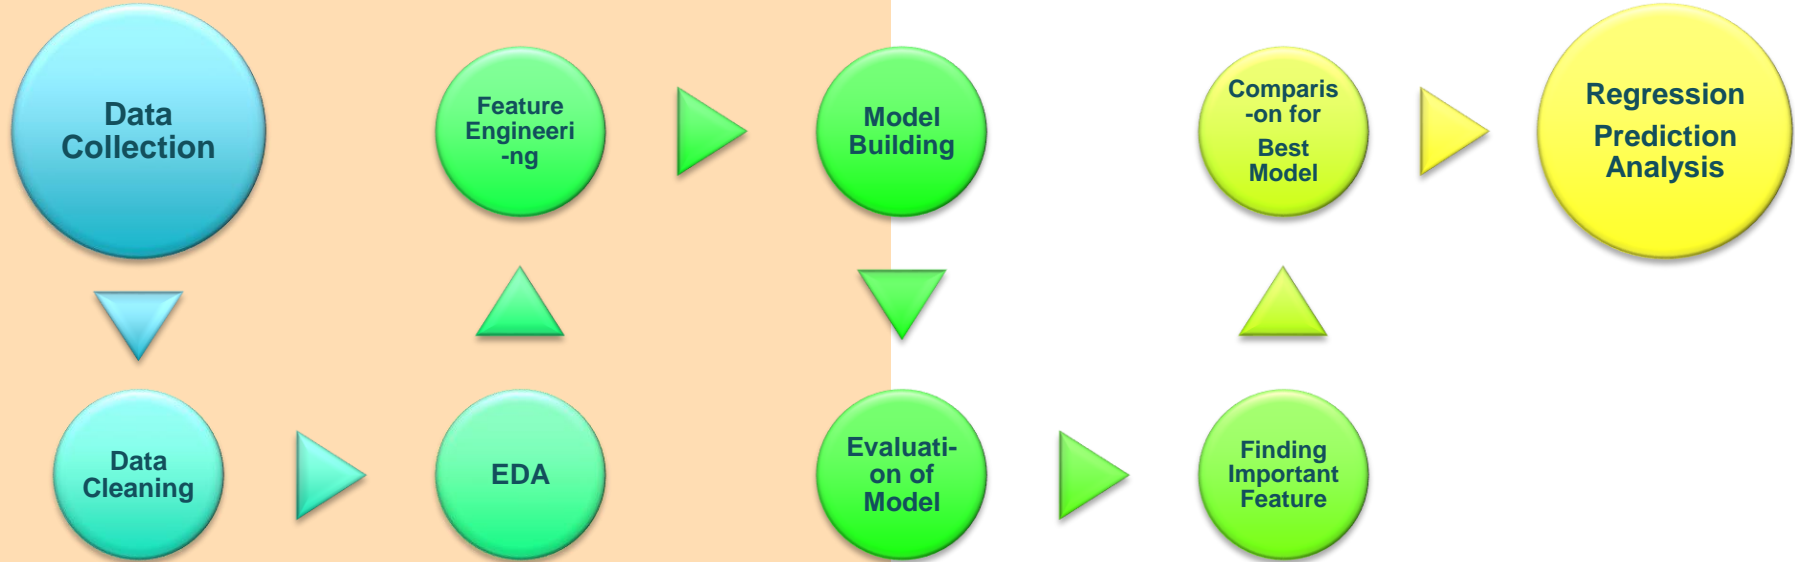 Data
Collection
Data
Cleaning
EDA
Feature
Engineeri
-ng
Model
Building
Evaluati-
on of
Model
Finding
Important
Feature
Comparis
-on for
Best
Model
Regression
Prediction
Analysis